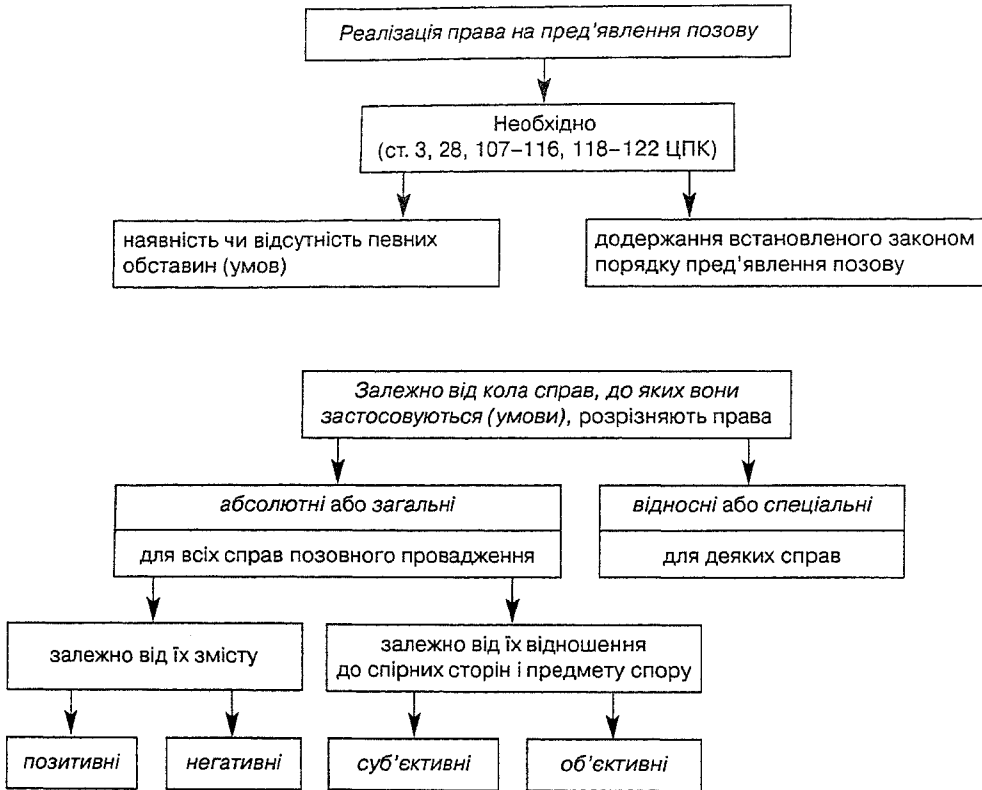 Реалізація права на пред’явлення позову
Необхідно
(ст. 3, 28, 107–116, 118–122 ЦПК)
наявність чи відсутність певних
обставин (умов)
додержання встановленого законом
порядку пред’явлення позову
Залежно від кола справ, до яких вони
застосовуються (умови), розрізняють права
абсолютні або загальні
для всіх справ позовного провадження
відносні або спеціальні
для деяких справ
залежно від їх змісту
залежно від їх відношення
до спірних сторін і предмету спору
позитивні
негативні
суб’єктивні
об’єктивні